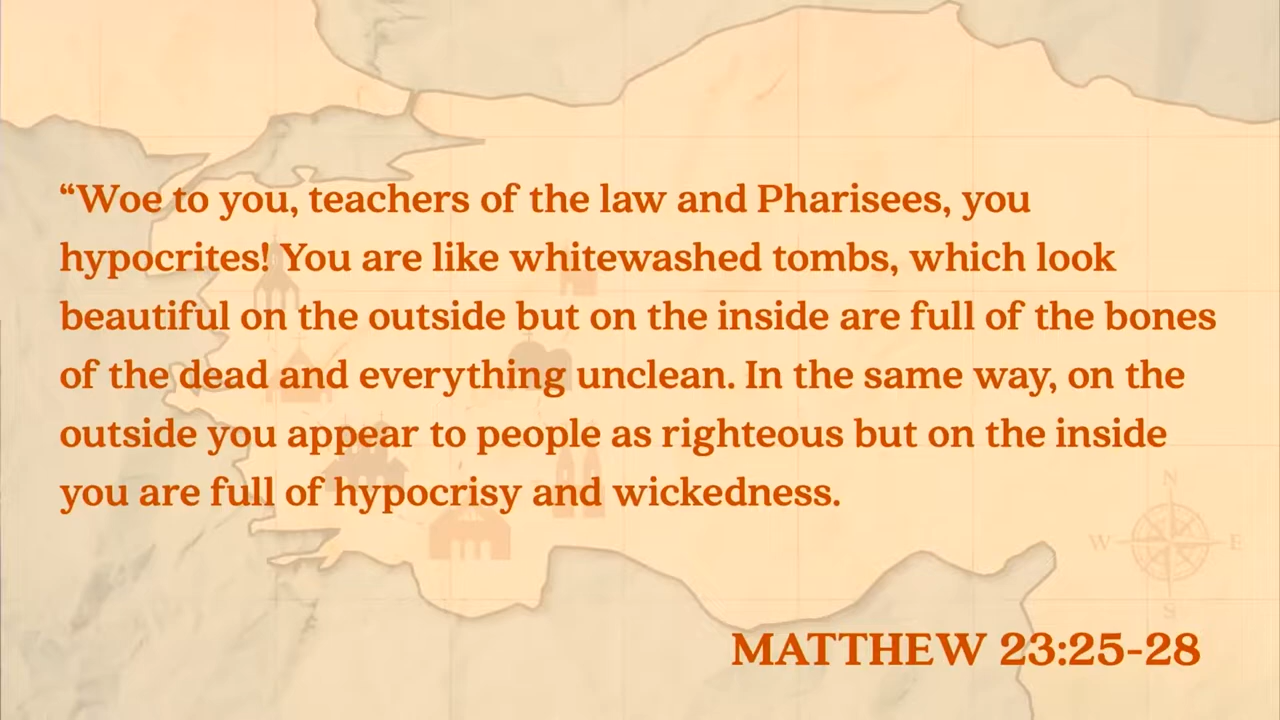 “Woe to you, teachers of the law and Pharisees, you
hypocrites! You are like whitewashed tombs, which look
beautiful on the outside but on the inside are full of the bones
of the dead and everything unclean. In the same way, on the
outside you appear to people as righteous but on the inside
you are full of hypocrisy and wickedness.
N
W E
S
MATTHEW 23:25-28